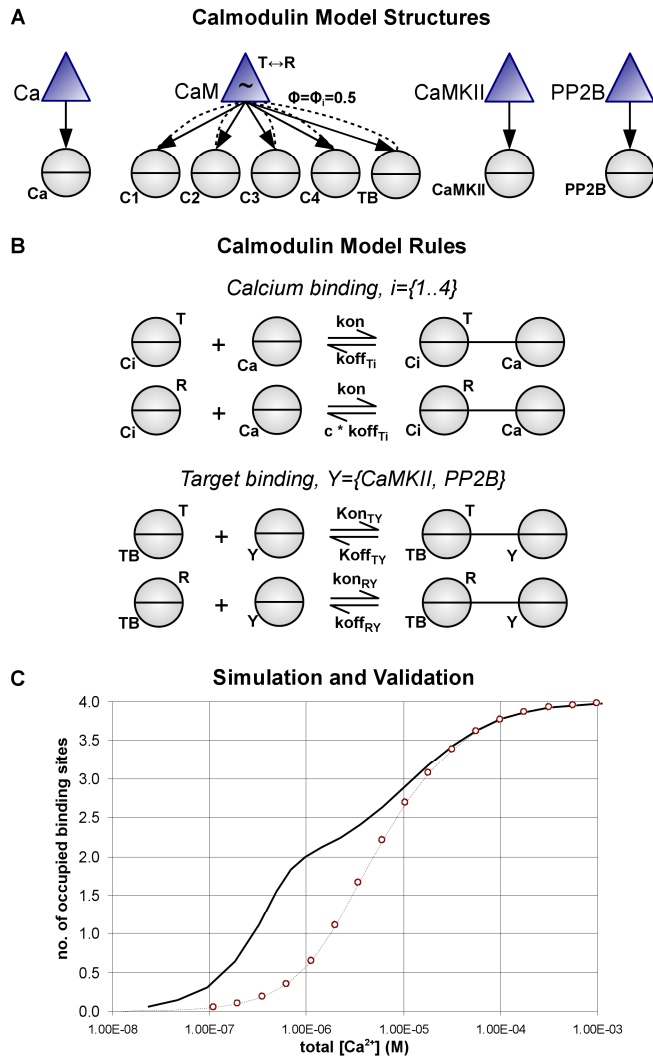 A Calmodulin Model Structures
Ca
CaM
~
T↔R
Φ=Φi=0.5
CaMKII
PP2B
Ca
C1
C2
C3
C4
TB
CaMKII
PP2B
B Calmodulin Model Rules
Calcium binding, i={1..4}
T
Ci
+
Ca
kon
koffTi
T
Ci
Ca
R
Ci
+
Ca
kon
c * koffTi
R
Ci
Ca
Target binding, Y={CaMKII, PP2B}
T
TB
+
Y
KonTY
KoffTY
T
TB
Y
R
TB
+
Y
konRY
koffRY
R
TB
Y
C Simulation and Validation
no. of occupied binding sites
4.0
3.5
3.0
2.5
2.0
1.5
1.0
0.5
0.0
1.00E-08 1.00E-07 1.00E-06 1.00E-05 1.00E-04 1.00E-03
total [Ca²⁺] (M)